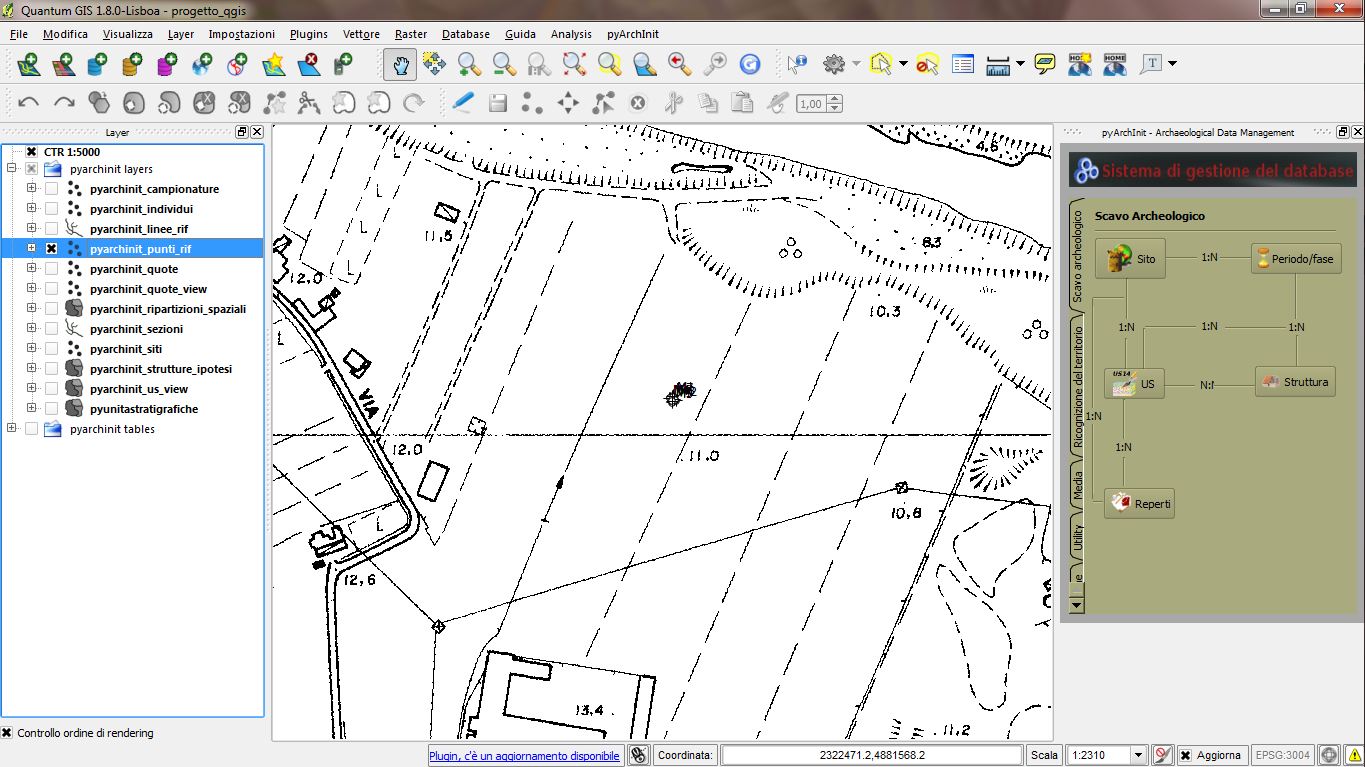 Quantum GIS 1.8.0-Lisboa - progetto_qgis
File Modifica Visualizza Layer Impostazioni Plugins Vettore Raster Database Guida Analysis pyArchInit
HOME
T
1,00
Layer
CTR 1:5000
pyarchinit layers
pyarchinit_campionature
pyarchinit_individui
pyarchinit_linee_rif
pyarchinit_punti_rif
pyarchinit_quote
pyarchinit_quote_view
pyarchinit_ripartizioni_spaziali
pyarchinit_sezioni
pyarchinit_siti
pyarchinit_strutture_ipotesi
pyarchinit_us_view
pyunitastratigrafiche
pyarchinit tables
Controllo ordine di rendering
4.6
L
11,5
L
8.3
12.0
L
10.3
L
VIA
12.0
11.0
10,8
L
12,6
13,4
11.2
pyArchInit - Archaeological Data Management
Sistema di gestione del database
Scavo archeologico
Ricognizione del territorio
Media
Utility
Scavo Archeologico
Sito
1:N
Periodo/fase
1:N
1:N
1:N
US14
US
Struttura
1:N
1:N
Reperti
Plugin, c'è un aggiornamento disponibile
Coordinata:
2322471.2,4881568.2
Scala
1:2310
Aggiorna
EPSG:3004